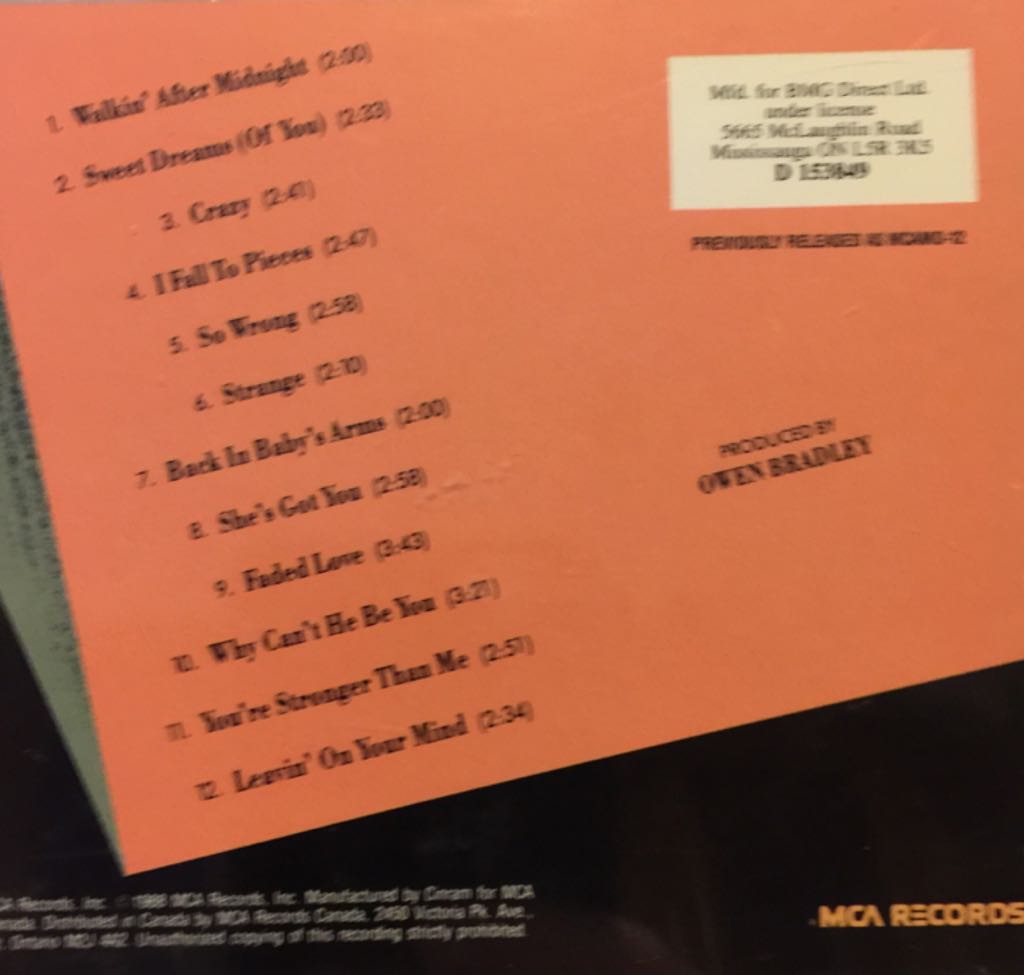 1. Walkin' After Midnight (2:00)
2. Sweet Dreams (Of You) (2:33)
3. Crazy (2:41)
4. I Fall To Pieces (2:47)
5. So Wrong (2:58)
6. Strange (2:10)
7. Back In Baby's Arms (2:00)
8. She's Got You (2:58)
9. Faded Love (3:43)
10. Why Can't He Be You (3:21)
11. You're Stronger Than Me (2:51)
12. Leavin' On Your Mind (2:34)
Mfd. for BMG Direct Ltd.
under license
5665 McLaughlin Road
Mississauga ON L5R 3K5
D 153849
PREVIOUSLY RELEASED AS
PRODUCED BY
OWEN BRADLEY
Records, Inc. 1988 MCA Records, Inc. Manufactured by Cinram for MCA
Distributed in Canada by MCA Records Canada, 2450 Victoria Pk. Ave.,
Ontario Unauthorized copying of this recording strictly prohibited.
MCA RECORDS